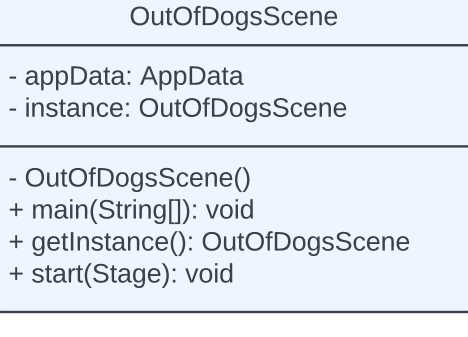 OutOfDogsScene
- appData: AppData
- instance: OutOfDogsScene
- OutOfDogsScene()
+ main(String[]): void
+ getInstance(): OutOfDogsScene
+ start(Stage): void